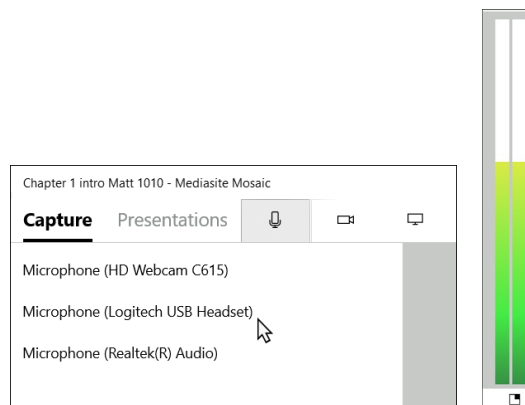 Chapter 1 intro Matt 1010 - Mediasite Mosaic
Capture Presentations
Microphone (HD Webcam C615)
Microphone (Logitech USB Headset)
Microphone (Realtek(R) Audio)